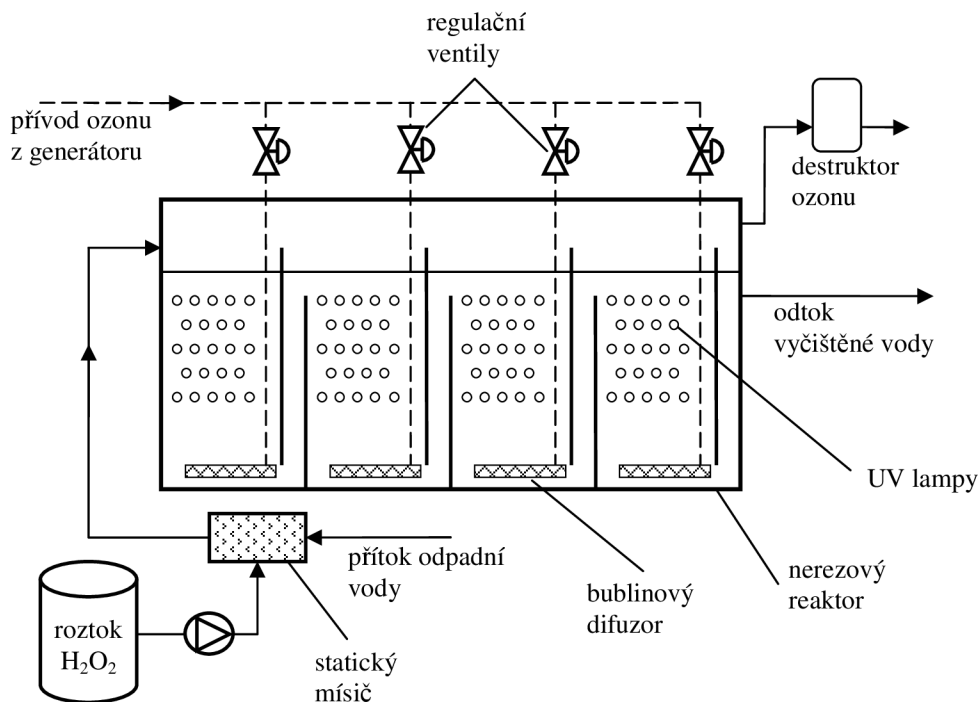 regulační
ventily
přívod ozonu
z generátoru
destruktor
ozonu
odtok
vyčištěné vody
UV lampy
přítok odpadní
vody
nerezový
reaktor
bublinový
difuzor
roztok
H₂O₂
statický
mísič